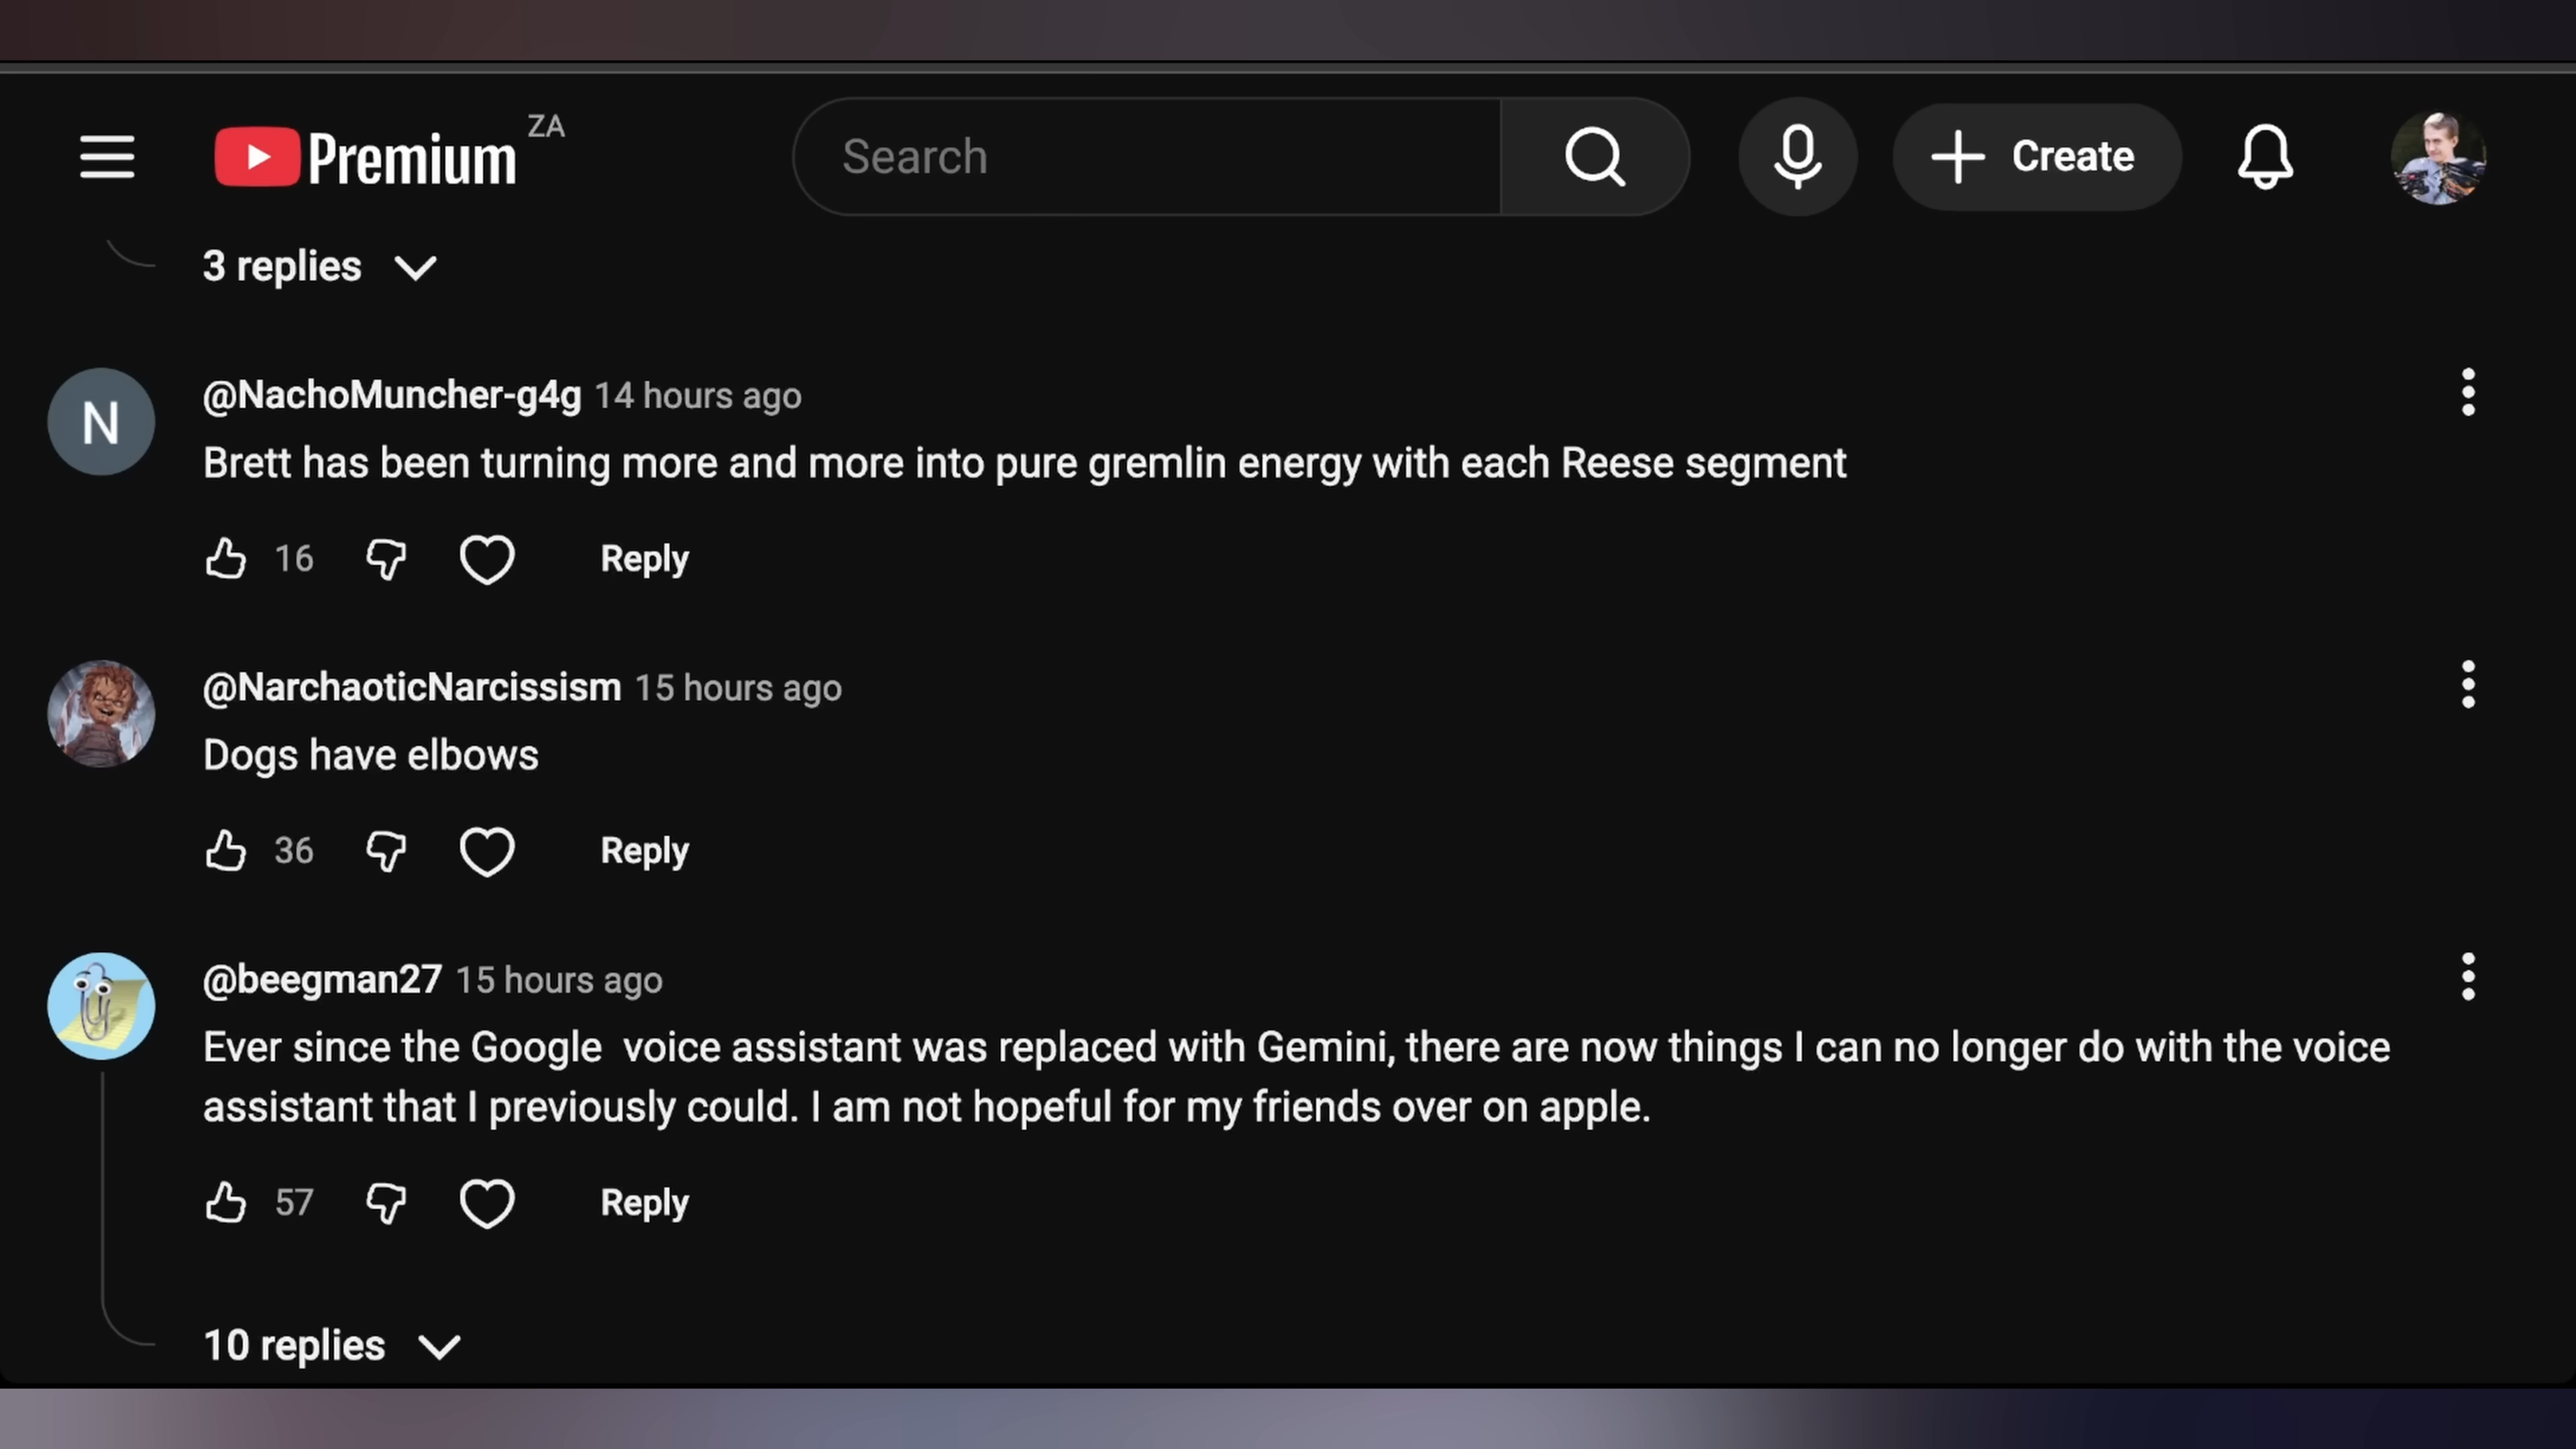 Premium ZA
Search
Create
3 replies
N
@NachoMuncher-g4g 14 hours ago
Brett has been turning more and more into pure gremlin energy with each Reese segment
16 Reply
@NarchaoticNarcissism 15 hours ago
Dogs have elbows
36 Reply
@beegman27 15 hours ago
Ever since the Google  voice assistant was replaced with Gemini, there are now things I can no longer do with the voice
assistant that I previously could. I am not hopeful for my friends over on apple.
57 Reply
10 replies